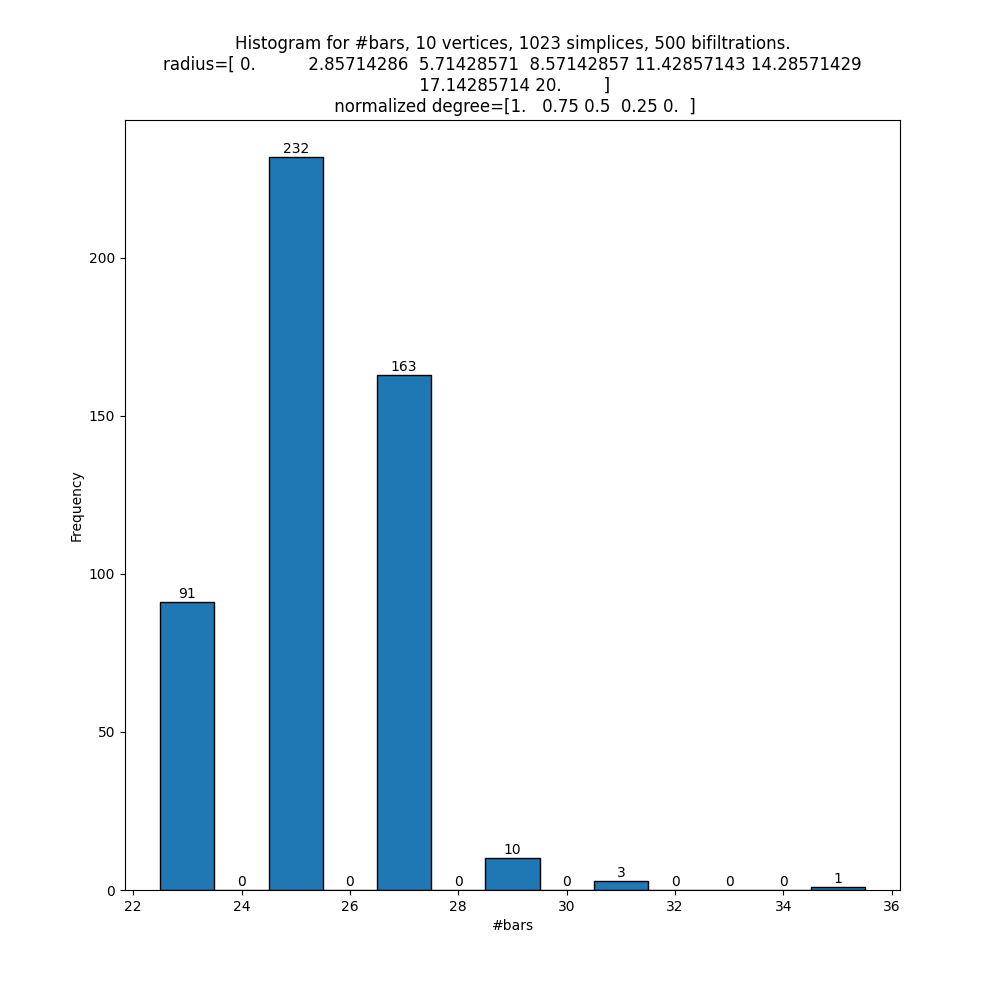 Histogram for #bars, 10 vertices, 1023 simplices, 500 bifiltrations.
radius=[ 0.          2.85714286  5.71428571  8.57142857 11.42857143 14.28571429
17.14285714 20.        ]
normalized degree=[1.   0.75 0.5  0.25 0.  ]
232
200
163
150
Frequency
100
91
50
10
3
1
0 0 0 0 0 0 0 0
22 24 26 28 30 32 34 36
#bars